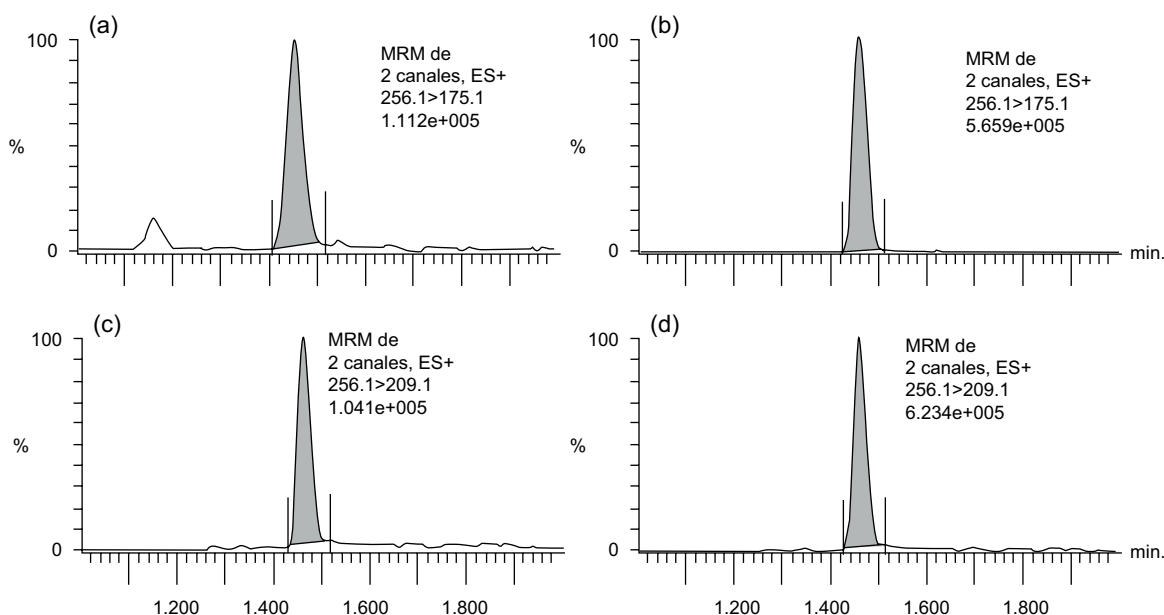 (a)
100
%
0
MRM de
2 canales, ES+
256.1>175.1
1.112e+005
(b)
100
%
0
MRM de
2 canales, ES+
256.1>175.1
5.659e+005
min.
(c)
100
%
0
MRM de
2 canales, ES+
256.1>209.1
1.041e+005
1.200 1.400 1.600 1.800
(d)
100
%
0
MRM de
2 canales, ES+
256.1>209.1
6.234e+005
min.
1.200 1.400 1.600 1.800